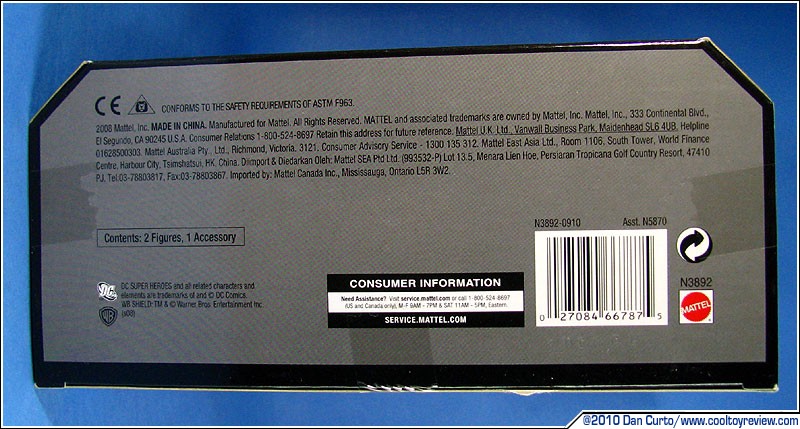 CE CONFORMS TO THE SAFETY REQUIREMENTS OF ASTM F963.
2008 Mattel, Inc. MADE IN CHINA. Manufactured for Mattel. All Rights Reserved. MATTEL and associated trademarks are owned by Mattel, Inc. Mattel, Inc., 333 Continental Blvd.,
El Segundo, CA 90245 U.S.A. Consumer Relations 1-800-524-8697 Retain this address for future reference. Mattel U.K. Ltd., Vanwall Business Park, Maidenhead SL6 4UB. Helpline
01628500303. Mattel Australia Pty., Ltd., Richmond, Victoria. 3121. Consumer Advisory Service - 1300 135 312. Mattel East Asia Ltd., Room 1106, South Tower, World Finance
Centre, Harbour City, Tsimshatsui, HK, China. Diimport & Diedarkan Oleh: Mattel SEA Ptd Ltd. (993532-P) Lot 13.5, Menara Lien Hoe, Persiaran Tropicana Golf Country Resort, 47410
PJ. Tel:03-78803817, Fax:03-78803867. Imported by: Mattel Canada Inc., Mississauga, Ontario L5R 3W2.
N3892-0910 Asst. N5870
Contents: 2 Figures, 1 Accessory
DC
DC SUPER HEROES and all related characters and
elements are trademarks of and © DC Comics.
WB SHIELD: TM & © Warner Bros. Entertainment Inc.
(s08)
WB
CONSUMER INFORMATION
Need Assistance? Visit service.mattel.com or call 1-800-524-8697
(US and Canada only), M-F 9AM - 7PM & SAT 11AM - 5PM, Eastern.
SERVICE.MATTEL.COM
0 27084 66787 5
N3892
MATTEL
©2010 Dan Curto/www.cooltoyreview.com